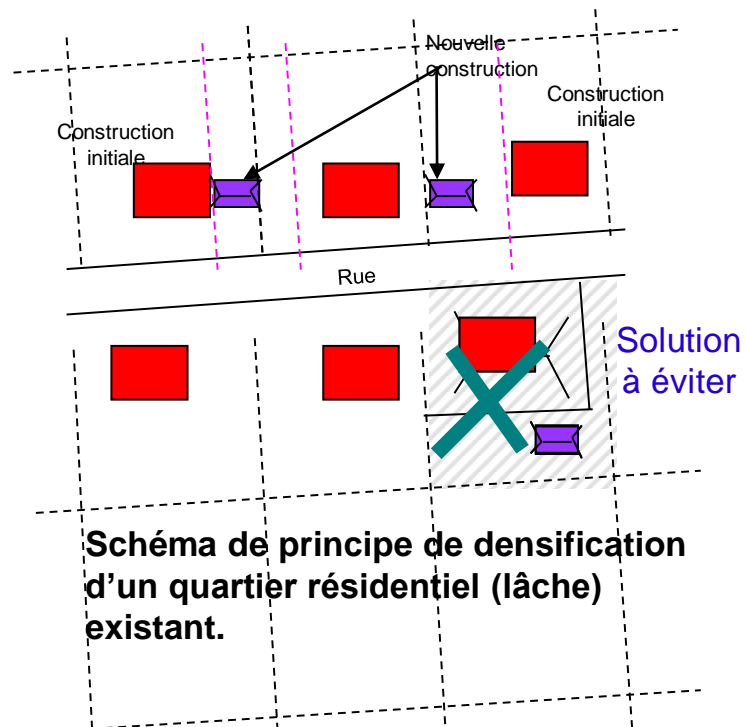 Nouvelle
construction
Construction
initiale
Construction
initiale
Rue
Solution
à éviter
Schéma de principe de densification
d’un quartier résidentiel (lâche)
existant.